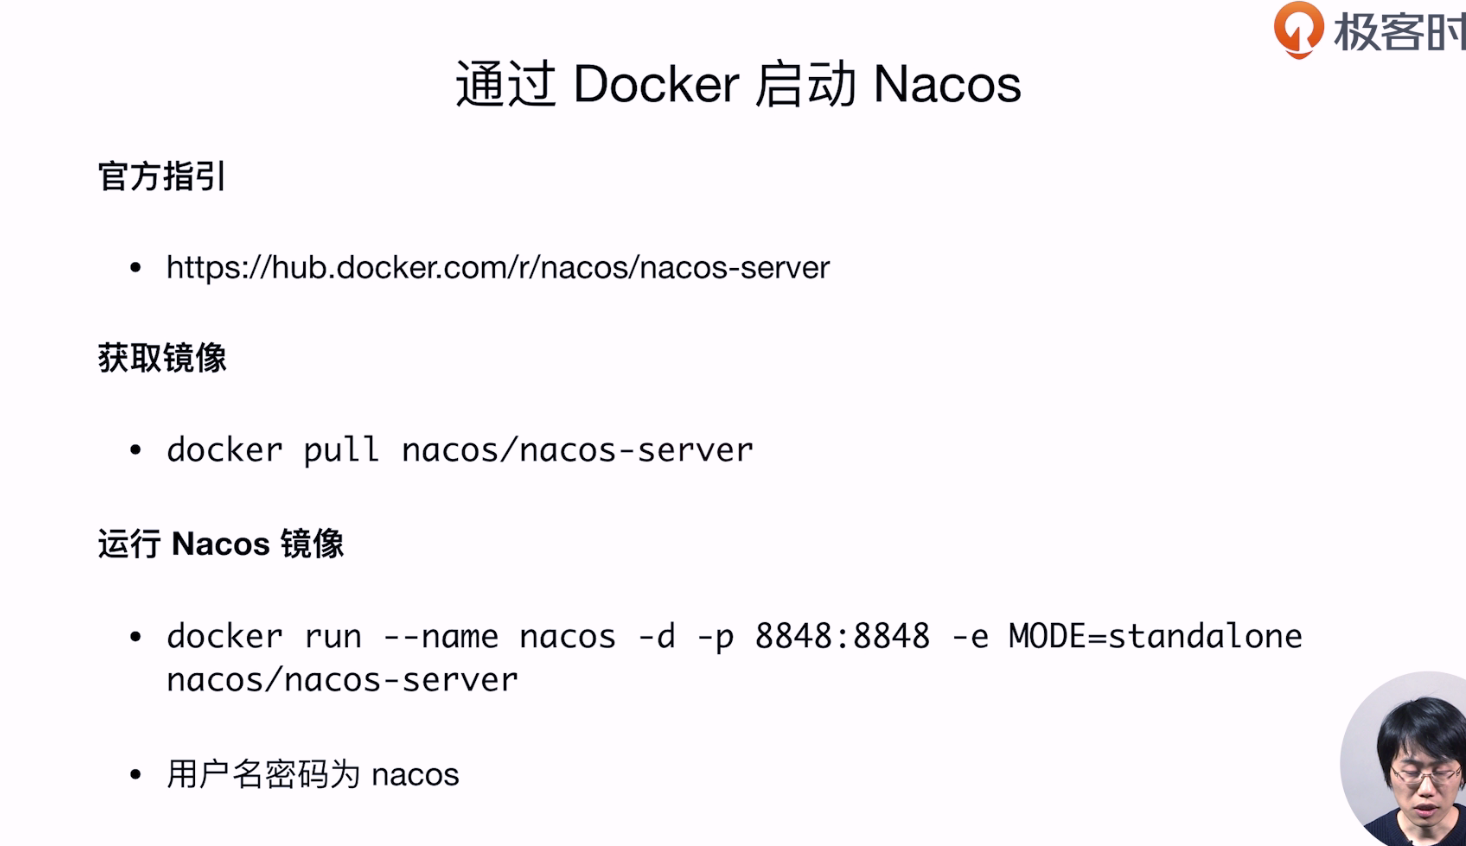 极客时
通过 Docker 启动 Nacos
官方指引
• https://hub.docker.com/r/nacos/nacos-server
获取镜像
• docker pull nacos/nacos-server
运行 Nacos 镜像
• docker run --name nacos -d -p 8848:8848 -e MODE=standalone
nacos/nacos-server
• 用户名密码为 nacos